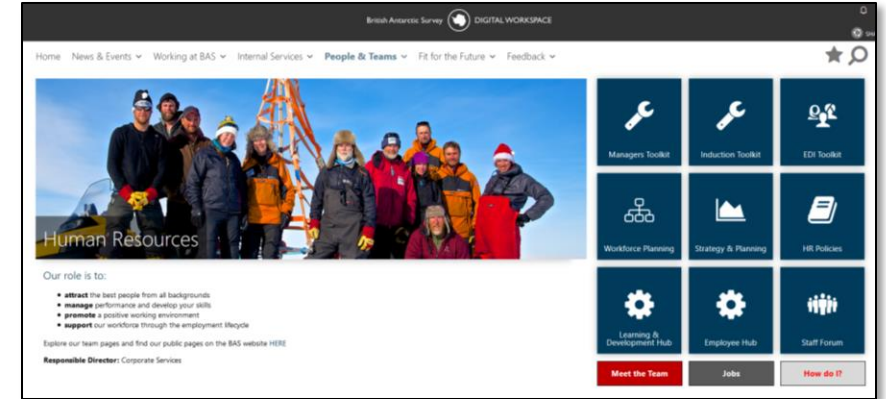 British Antarctic Survey DIGITAL WORKSPACE
Home News & Events Working at BAS Internal Services People & Teams Fit for the Future Feedback
Human Resources
Our role is to:
• attract the best people from all backgrounds
• manage performance and develop your skills
• promote a positive working environment
• support our workforce through the employment lifecycle
Explore our team pages and find our public pages on the BAS website HERE
Responsible Director: Corporate Services
Managers Toolkit
Induction Toolkit
EDI Toolkit
Workforce Planning
Strategy & Planning
HR Policies
Learning &
Development Hub
Employee Hub
Staff Forum
Meet the Team
Jobs
How do I?